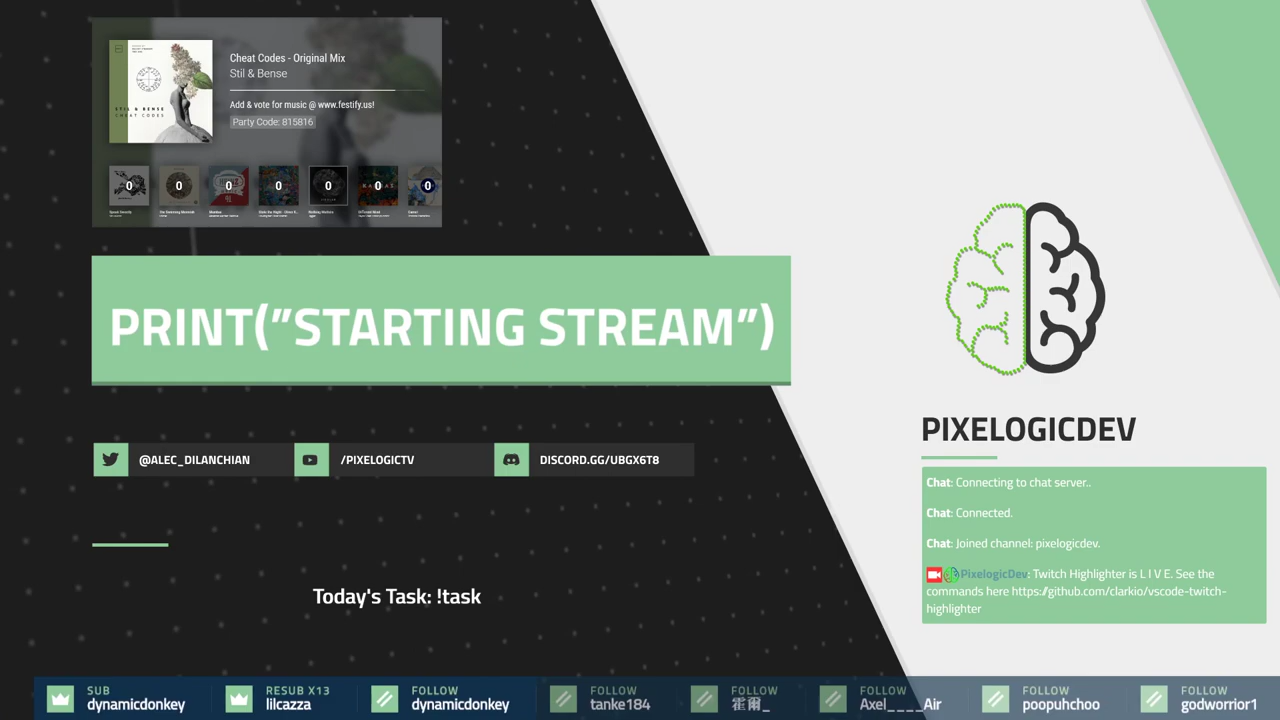 Cheat Codes - Original Mix
Stil & Bense
Add & vote for music @ www.festify.us!
Party Code: 815816
STIL & BENSE
CHEAT CODES
0
0
0
0
0
0
0
PRINT("STARTING STREAM")
@ALEC_DILANCHIAN
/PIXELOGICTV
DISCORD.GG/UBGX6T8
Today's Task: !task
PIXELOGICDEV
Chat: Connecting to chat server..
Chat: Connected.
Chat: Joined channel: pixelogicdev.
PixelogicDev: Twitch Highlighter is L I V E. See the
commands here https://github.com/clarkio/vscode-twitch-
highlighter
SUB
dynamicdonkey
RESUB X13
lilcazza
FOLLOW
dynamicdonkey
FOLLOW
tanke184
FOLLOW
霍爾_
FOLLOW
Axel____Air
FOLLOW
poopuhchoo
FOLLOW
godworrior1